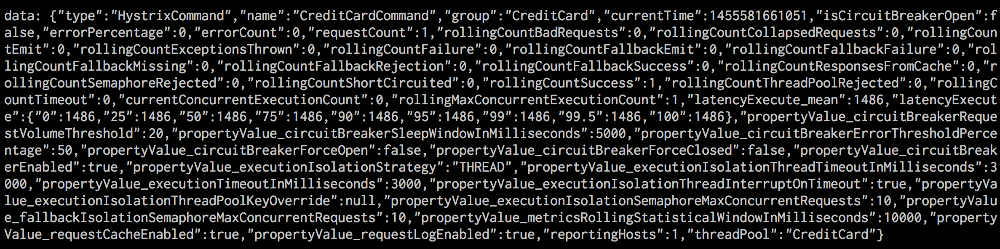 data: {"type":"HystrixCommand","name":"CreditCardCommand","group":"CreditCard","currentTime":1455581661051,"isCircuitBreakerOpen":f
alse,"errorPercentage":0,"errorCount":0,"requestCount":1,"rollingCountBadRequests":0,"rollingCountCollapsedRequests":0,"rollingCoun
tEmit":0,"rollingCountExceptionsThrown":0,"rollingCountFailure":0,"rollingCountFallbackEmit":0,"rollingCountFallbackFailure":0,"rol
lingCountFallbackMissing":0,"rollingCountFallbackRejection":0,"rollingCountFallbackSuccess":0,"rollingCountResponsesFromCache":0,"r
ollingCountSemaphoreRejected":0,"rollingCountShortCircuited":0,"rollingCountSuccess":1,"rollingCountThreadPoolRejected":0,"rollingC
ountTimeout":0,"currentConcurrentExecutionCount":0,"rollingMaxConcurrentExecutionCount":1,"latencyExecute_mean":1486,"latencyExecut
e":{"0":1486,"25":1486,"50":1486,"75":1486,"90":1486,"95":1486,"99":1486,"99.5":1486,"100":1486},"propertyValue_circuitBreakerReque
stVolumeThreshold":20,"propertyValue_circuitBreakerSleepWindowInMilliseconds":5000,"propertyValue_circuitBreakerErrorThresholdPerce
ntage":50,"propertyValue_circuitBreakerForceOpen":false,"propertyValue_circuitBreakerForceClosed":false,"propertyValue_circuitBreak
erEnabled":true,"propertyValue_executionIsolationStrategy":"THREAD","propertyValue_executionIsolationThreadTimeoutInMilliseconds":3
000,"propertyValue_executionTimeoutInMilliseconds":3000,"propertyValue_executionIsolationThreadInterruptOnTimeout":true,"propertyVa
lue_executionIsolationThreadPoolKeyOverride":null,"propertyValue_executionIsolationSemaphoreMaxConcurrentRequests":10,"propertyValu
e_fallbackIsolationSemaphoreMaxConcurrentRequests":10,"propertyValue_metricsRollingStatisticalWindowInMilliseconds":10000,"property
Value_requestCacheEnabled":true,"propertyValue_requestLogEnabled":true,"reportingHosts":1,"threadPool":"CreditCard"}